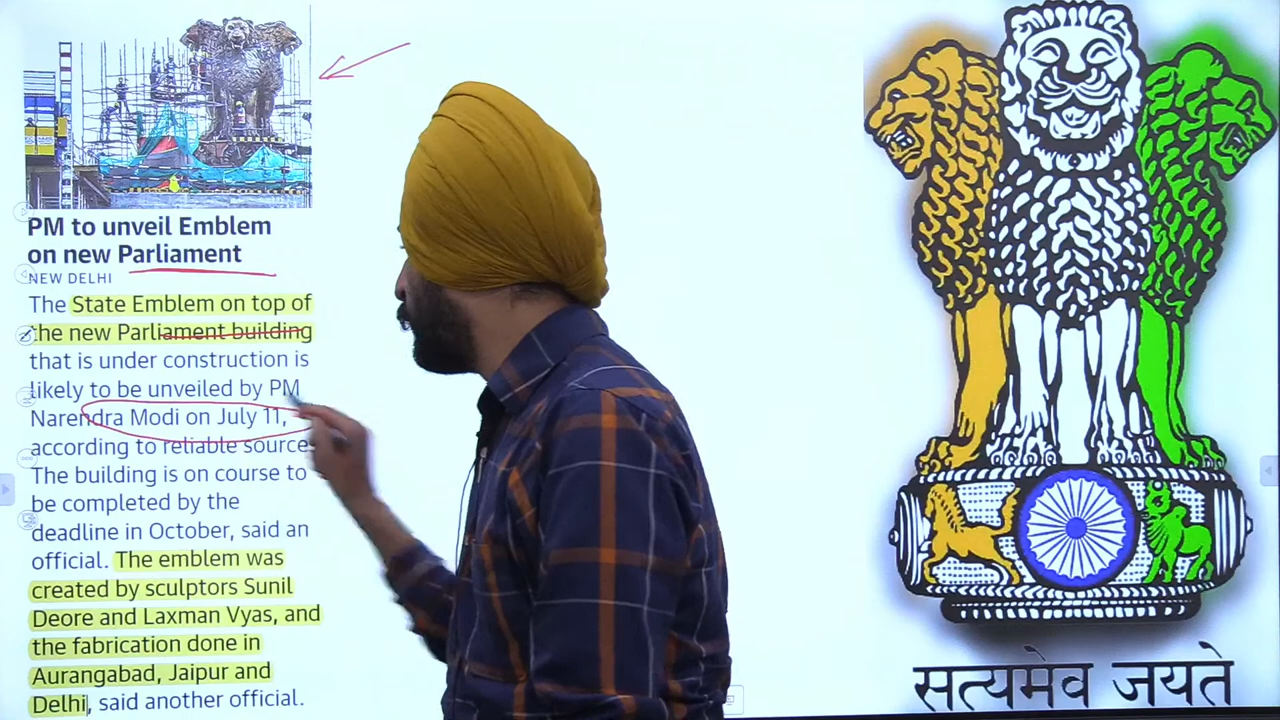 PM to unveil Emblem
on new Parliament
NEW DELHI
The State Emblem on top of
the new Parliament building
that is under construction is
likely to be unveiled by PM
Narendra Modi on July 11,
according to reliable source
The building is on course to
be completed by the
deadline in October, said an
official. The emblem was
created by sculptors Sunil
Deore and Laxman Vyas, and
the fabrication done in
Aurangabad, Jaipur and
Delhi, said another official.
सत्यमेव जयते